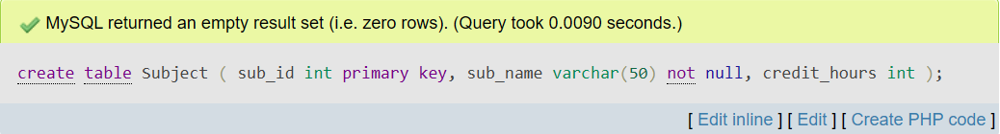 MySQL returned an empty result set (i.e. zero rows). (Query took 0.0090 seconds.)
create table Subject ( sub_id int primary key, sub_name varchar(50) not null, credit_hours int );
[ Edit inline ] [ Edit ] [ Create PHP code ]